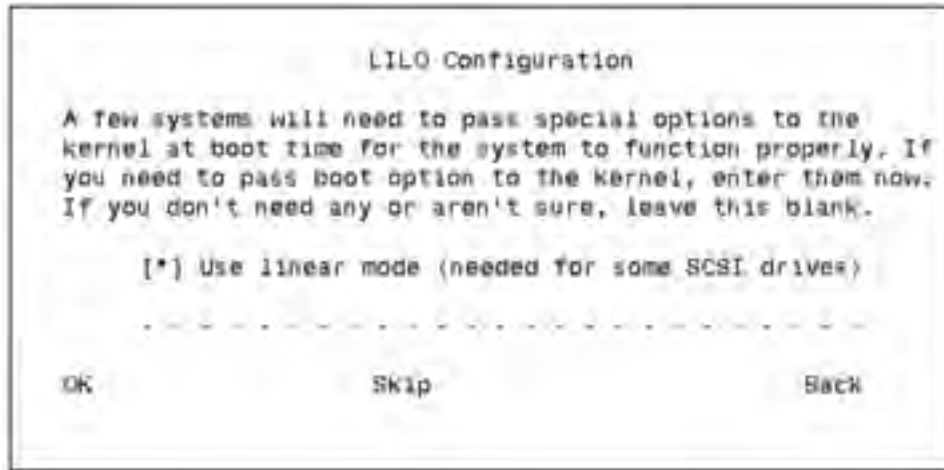 LILO Configuration
A few systems will need to pass special options to the
kernel at boot time for the system to function properly. If
you need to pass boot option to the kernel, enter them now.
If you don't need any or aren't sure, leave this blank.
[*] Use linear mode (needed for some SCSI drives)
OK Skip Back